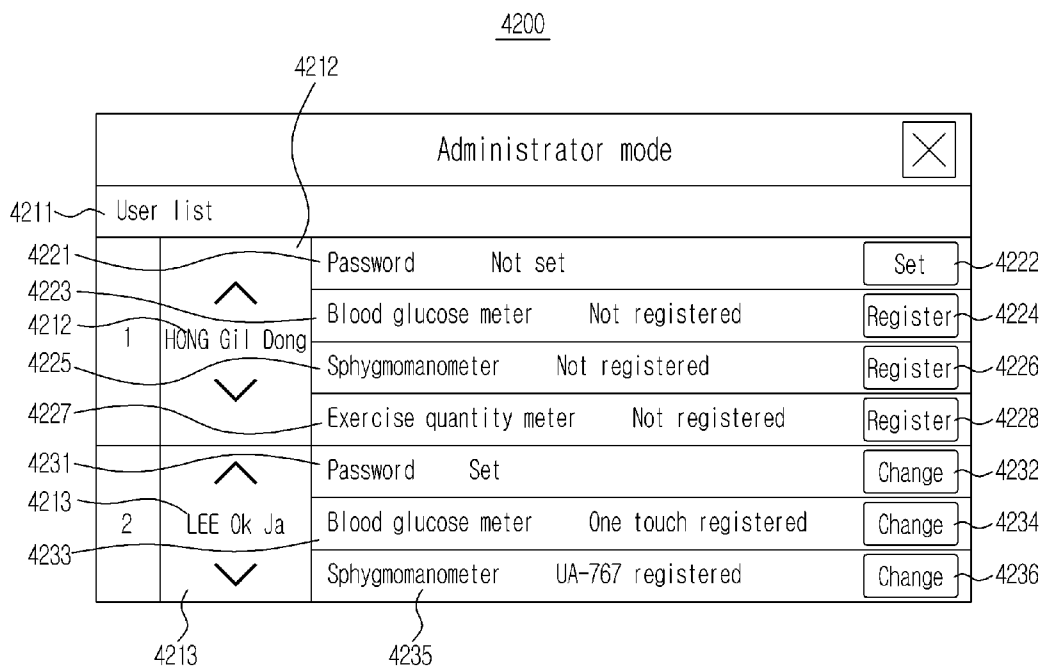 4200
4212
Administrator mode
4211 User list
4221 Password Not set Set 4222
4223 Blood glucose meter Not registered Register 4224
4212 1 HONG Gil Dong
4225 Sphygmomanometer Not registered Register 4226
4227 Exercise quantity meter Not registered Register 4228
4231 Password Set Change 4232
4213 2 LEE Ok Ja
4233 Blood glucose meter One touch registered Change 4234
Sphygmomanometer UA-767 registered Change 4236
4213 4235